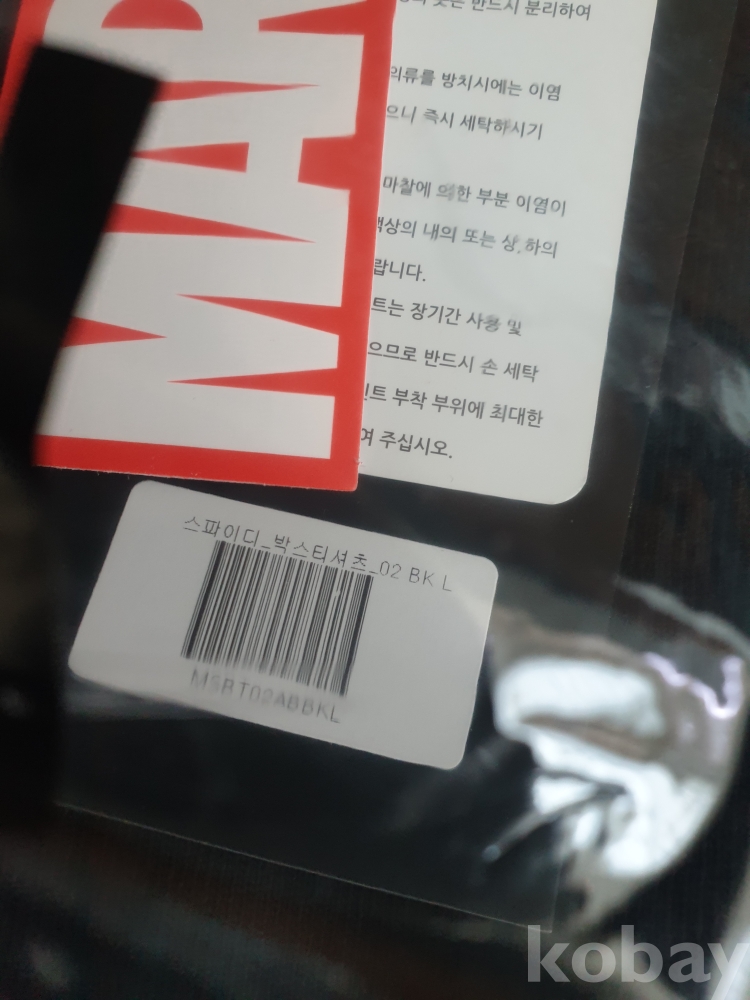 MAR
의 옷은 반드시 분리하여
의류를 방치시에는 이염
으니 즉시 세탁하시기
마찰에 의한 부분 이염이
색상의 내의 또는 상.하의
랍니다.
트는 장기간 사용 및
으므로 반드시 손 세탁
린트 부착 부위에 최대한
여 주십시오.
스파이디_박스티셔츠_02 BK L
MSRT02ABBKL
kobay